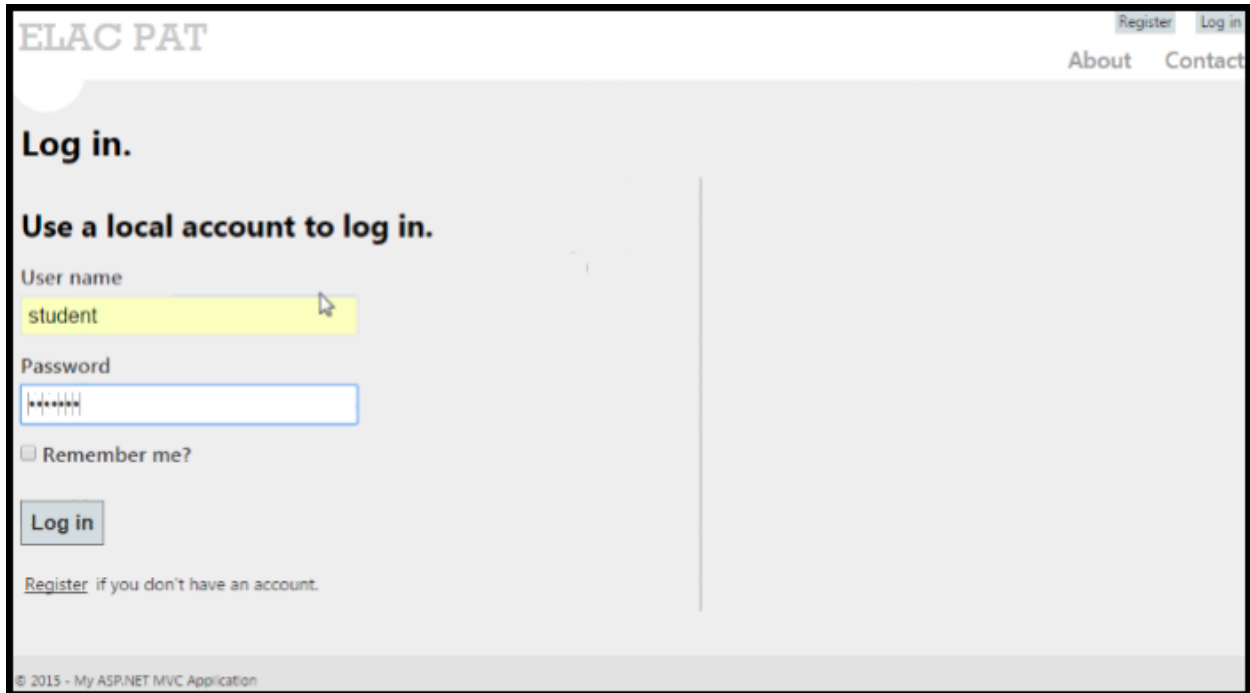 ELAC PAT
Register Log in
About Contact
Log in.
Use a local account to log in.
User name
student
Password
•••••••
Remember me?
Log in
Register if you don't have an account.
© 2015 - My ASP.NET MVC Application